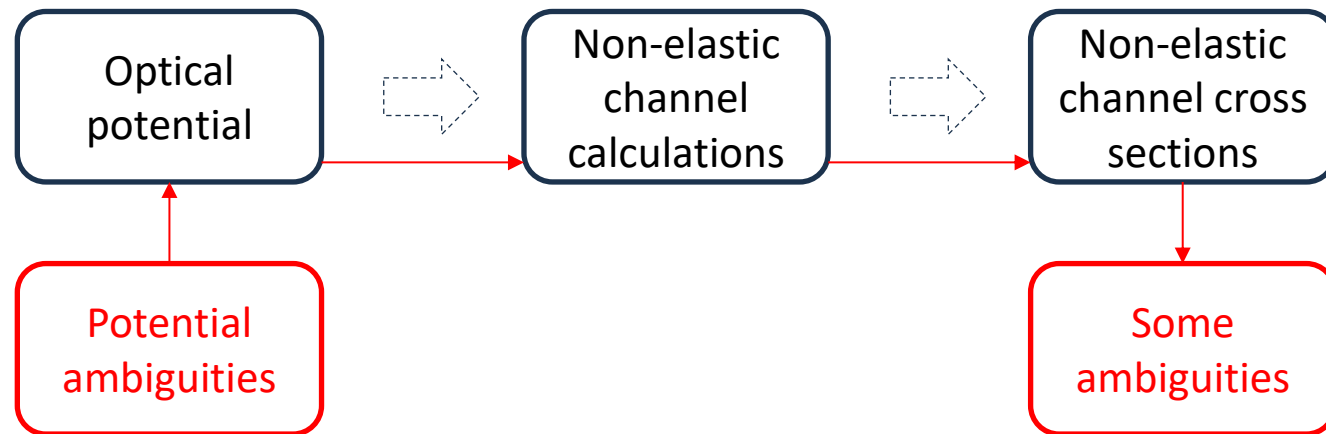 Optical
potential
Non-elastic
channel
calculations
Non-elastic
channel cross
sections
Potential
ambiguities
Some
ambiguities